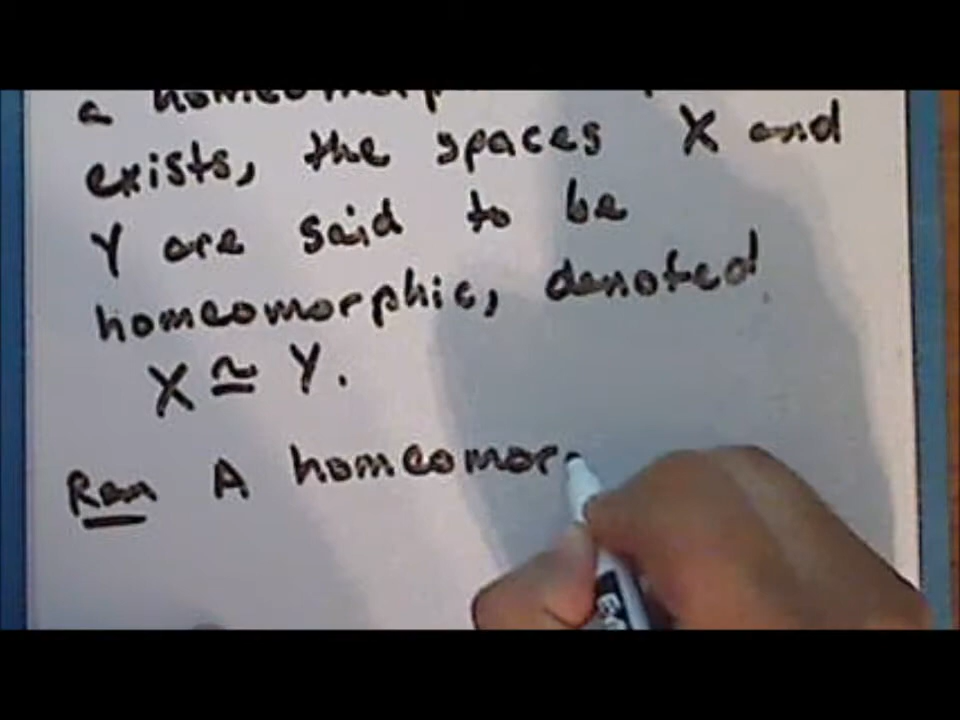 a
exists, the spaces X and
Y are said to be
homeomorphic, denoted
X ≅ Y.
Rem A homeomor